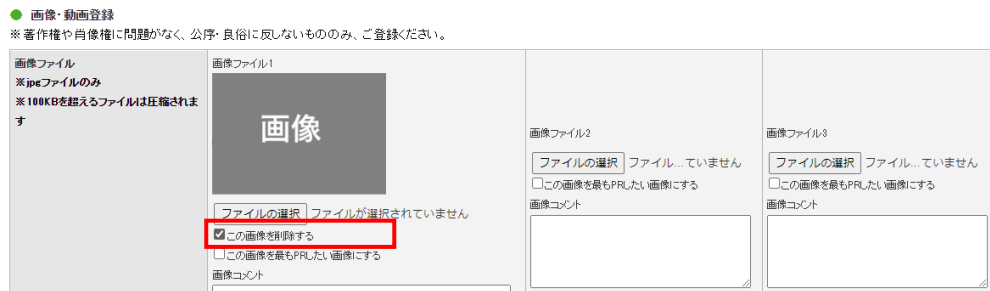 画像・動画登録
※著作権や肖像権に問題がなく、公序・良俗に反しないもののみ、ご登録ください。
画像ファイル
※jpgファイルのみ
※100KBを超えるファイルは圧縮されま
す
画像ファイル1
画像
ファイルの選択 ファイルが選択されていません
この画像を削除する
この画像を最もPRしたい画像にする
画像コメント
画像ファイル2
ファイルの選択 ファイル...ていません
この画像を最もPRしたい画像にする
画像コメント
画像ファイル3
ファイルの選択 ファイル...ていません
この画像を最もPRしたい画像にする
画像コメント